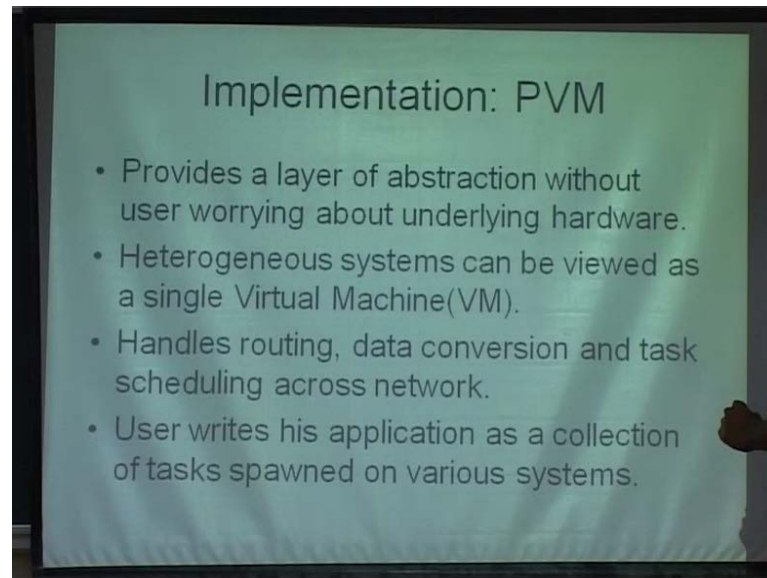 Implementation: PVM
• Provides a layer of abstraction without
user worrying about underlying hardware.
• Heterogeneous systems can be viewed as
a single Virtual Machine(VM).
• Handles routing, data conversion and task
scheduling across network.
• User writes his application as a collection
of tasks spawned on various systems.